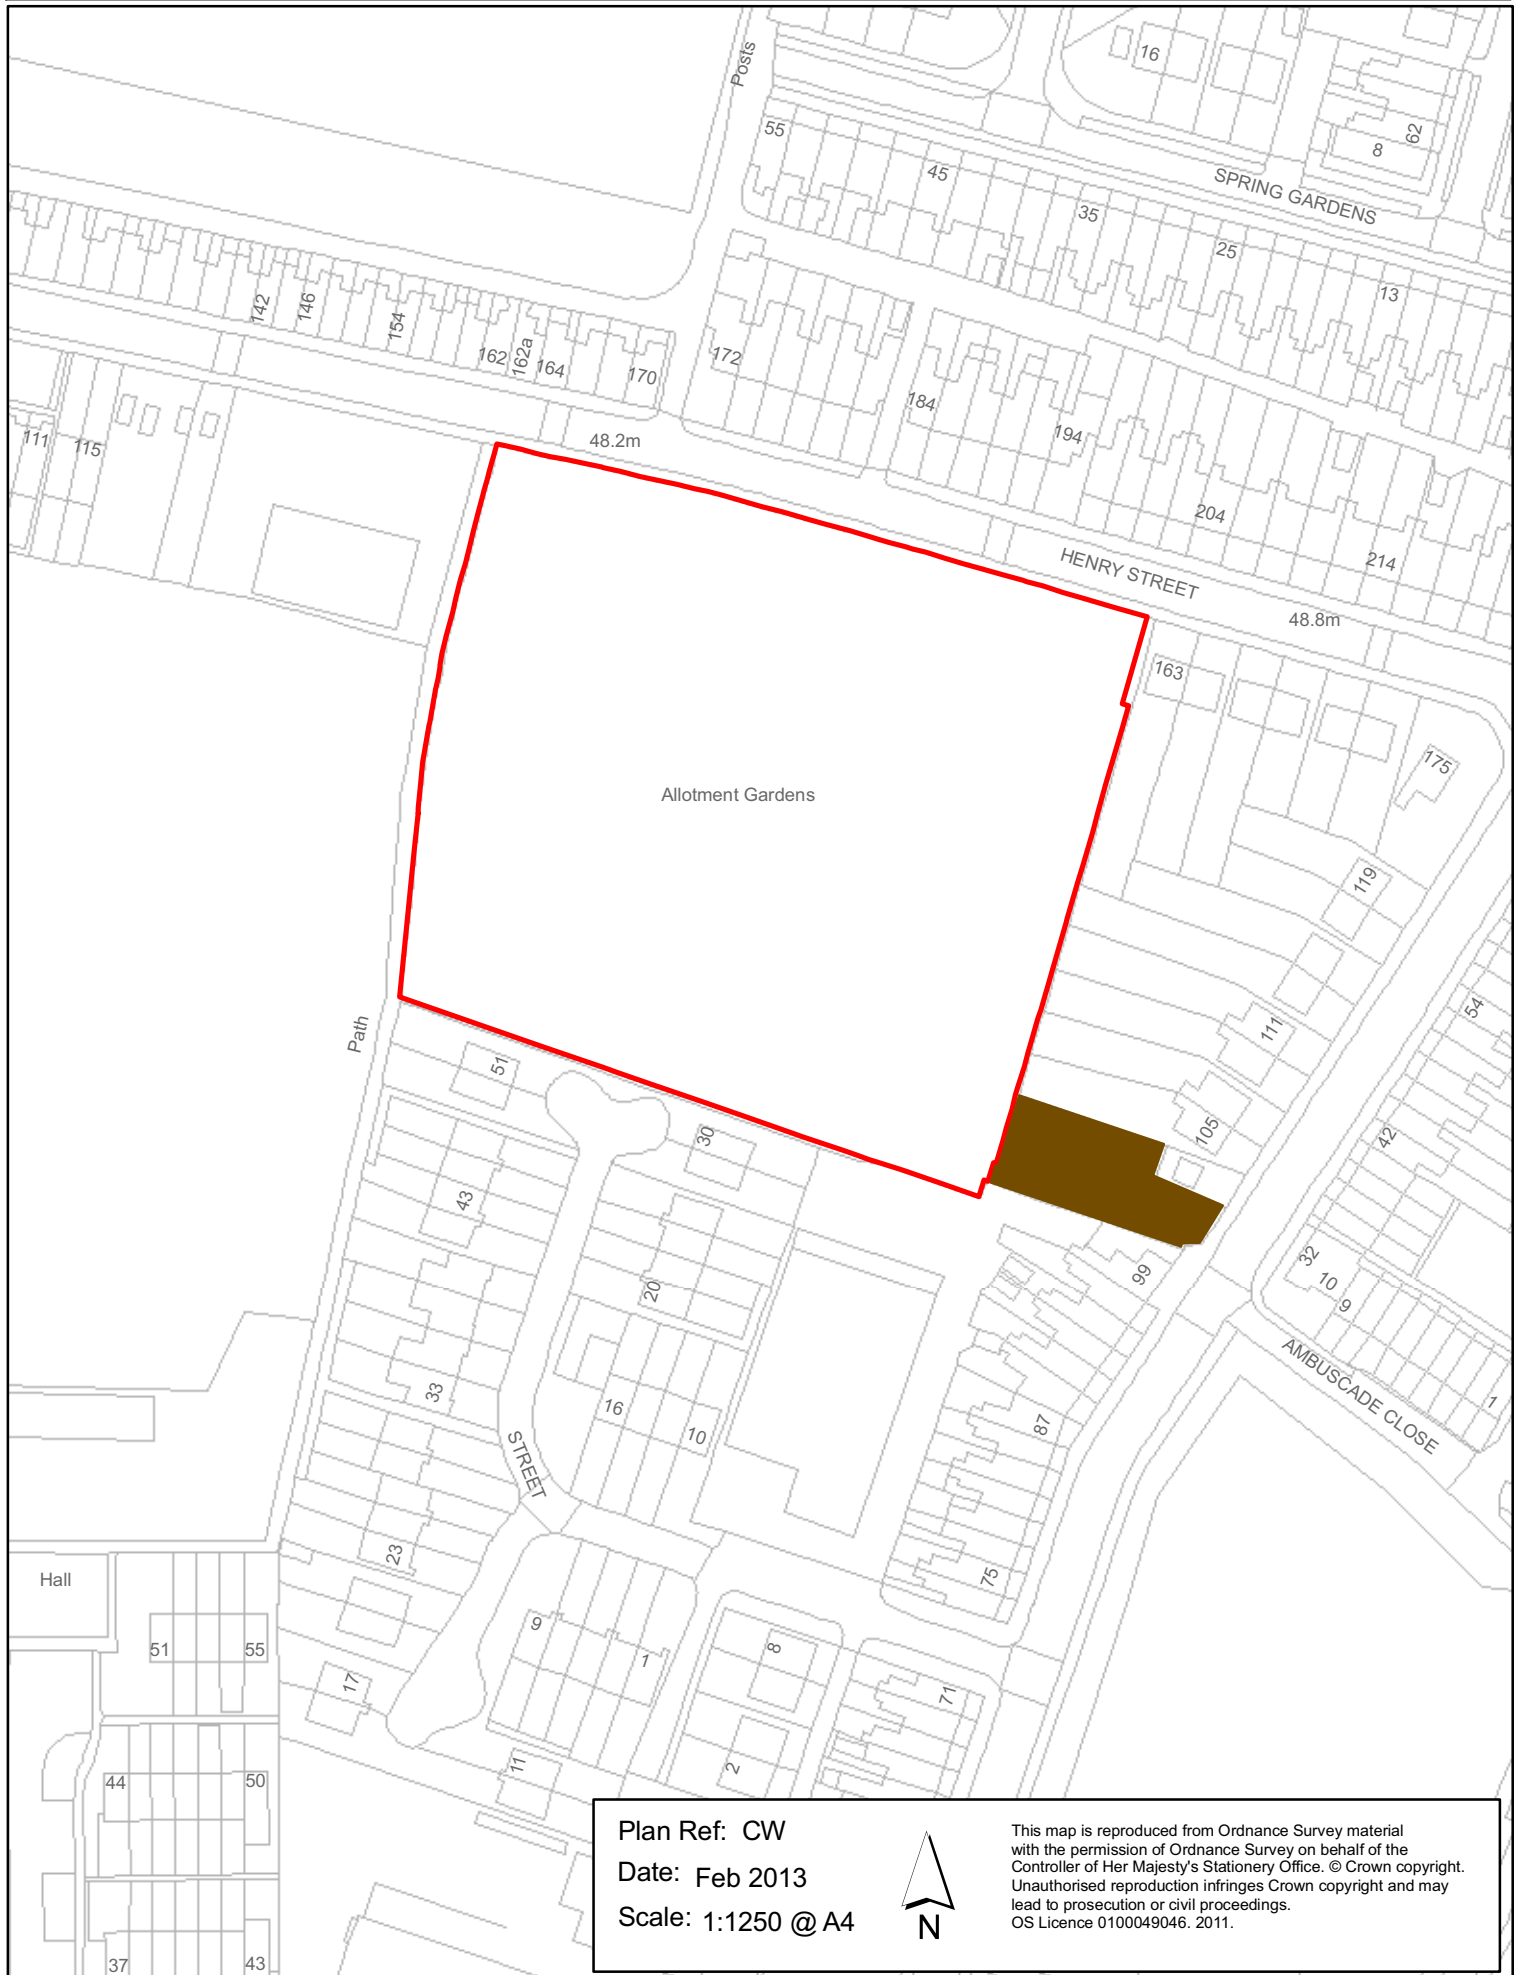 Posts
16
62
8
55
45
SPRING GARDENS
35
25
13
142
146
154
162
162a
164
170
172
184
194
204
214
111
115
48.2m
HENRY STREET
48.8m
163
175
Allotment Gardens
119
54
111
Path
51
105
42
30
43
99
32
10
9
20
AMBUSCADE CLOSE
1
33
16
10
87
STREET
23
75
Hall
51
55
9
1
8
17
71
11
2
44
50
37
43
Plan Ref: CW
Date: Feb 2013
Scale: 1:1250 @ A4
N
This map is reproduced from Ordnance Survey material
with the permission of Ordnance Survey on behalf of the
Controller of Her Majesty's Stationery Office. © Crown copyright.
Unauthorised reproduction infringes Crown copyright and may
lead to prosecution or civil proceedings.
OS Licence 0100049046. 2011.